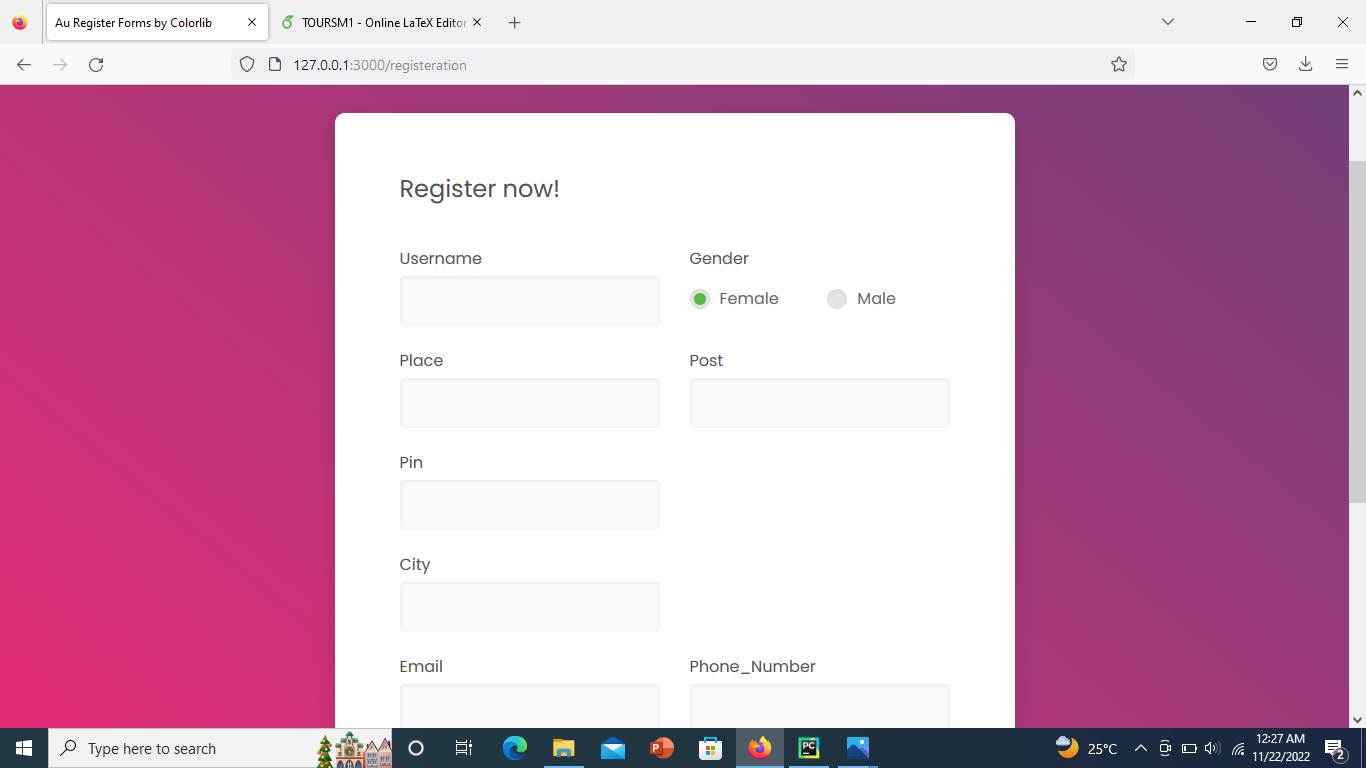 Au Register Forms by Colorlib
TOURSM1 - Online LaTeX Editor
127.0.0.1:3000/registeration
Register now!
Username Gender
Female Male
Place Post
Pin
City
Email Phone_Number
Type here to search
PC
25°C
12:27 AM
11/22/2022
2